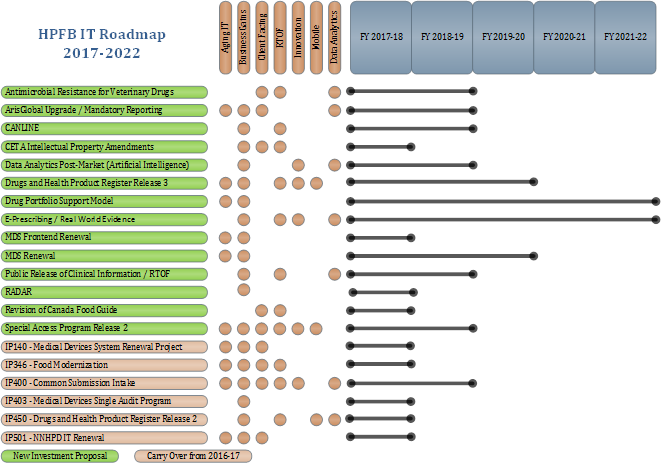 HPFB IT Roadmap
2017-2022
Aging IT
Business Gains
Client Facing
RTOF
Innovation
Mobile
Data Analytics
FY 2017-18
FY 2018-19
FY 2019-20
FY 2020-21
FY 2021-22
Antimicrobial Resistance for Veterinary Drugs
ArisGlobal Upgrade / Mandatory Reporting
CANLINE
CETA Intellectual Property Amendments
Data Analytics Post-Market (Artificial Intelligence)
Drugs and Health Product Register Release 3
Drug Portfolio Support Model
E-Prescribing / Real World Evidence
MDS Frontend Renewal
MDS Renewal
Public Release of Clinical Information / RTOF
RADAR
Revision of Canada Food Guide
Special Access Program Release 2
IP140 - Medical Devices System Renewal Project
IP346 - Food Modernization
IP400 - Common Submission Intake
IP403 - Medical Devices Single Audit Program
IP450 - Drugs and Health Product Register Release 2
IP501 - NNHPD IT Renewal
New Investment Proposal
Carry Over from 2016-17